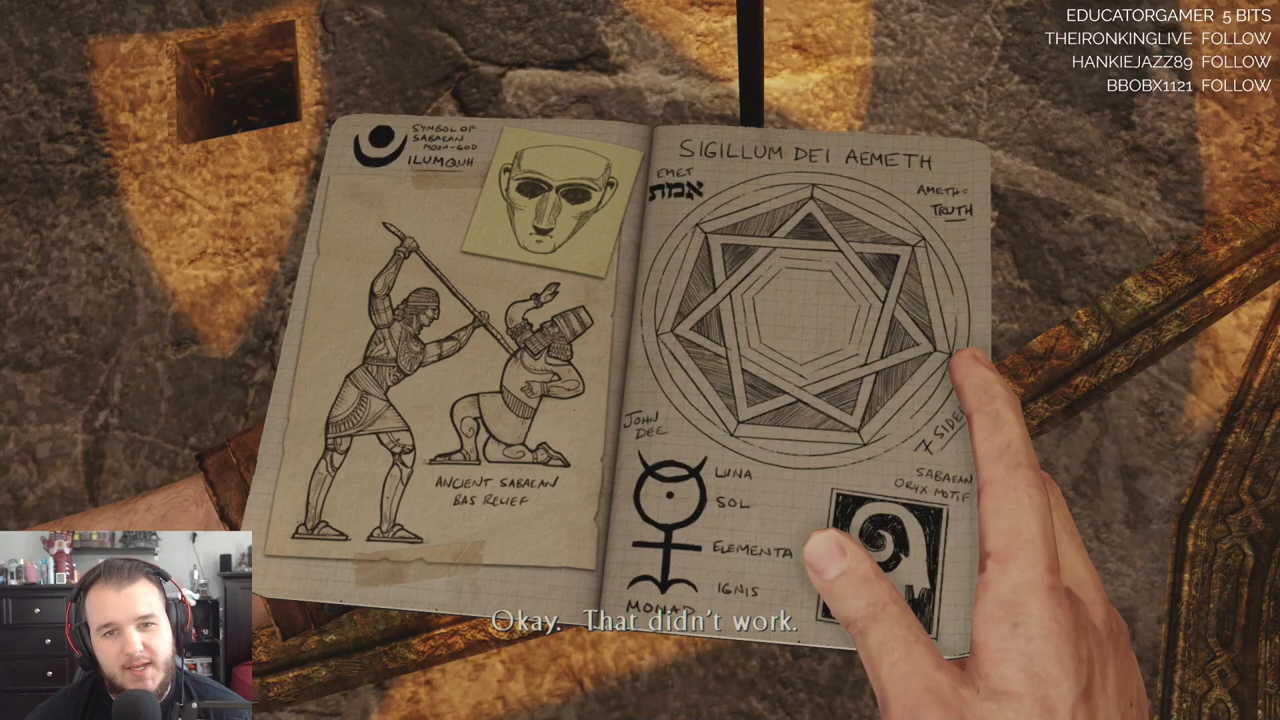 EDUCATORGAMER 5 BITS
THEIRONKINGLIVE FOLLOW
HANKIEJAZZ89 FOLLOW
BBOBX1121 FOLLOW
SYMBOL OF
SABAEAN
MOON-GOD
ILUMQUH
ANCIENT SABAEAN
BAS RELIEF
SIGILLUM DEI AEMETH
EMET
אמת
AMETH=
TRUTH
7 SIDED
JOHN
DEE
LUNA
SOL
ELEMENTA
IGNIS
MONAD
SABAEAN
ORYX MOTIF
Okay. That didn't work.